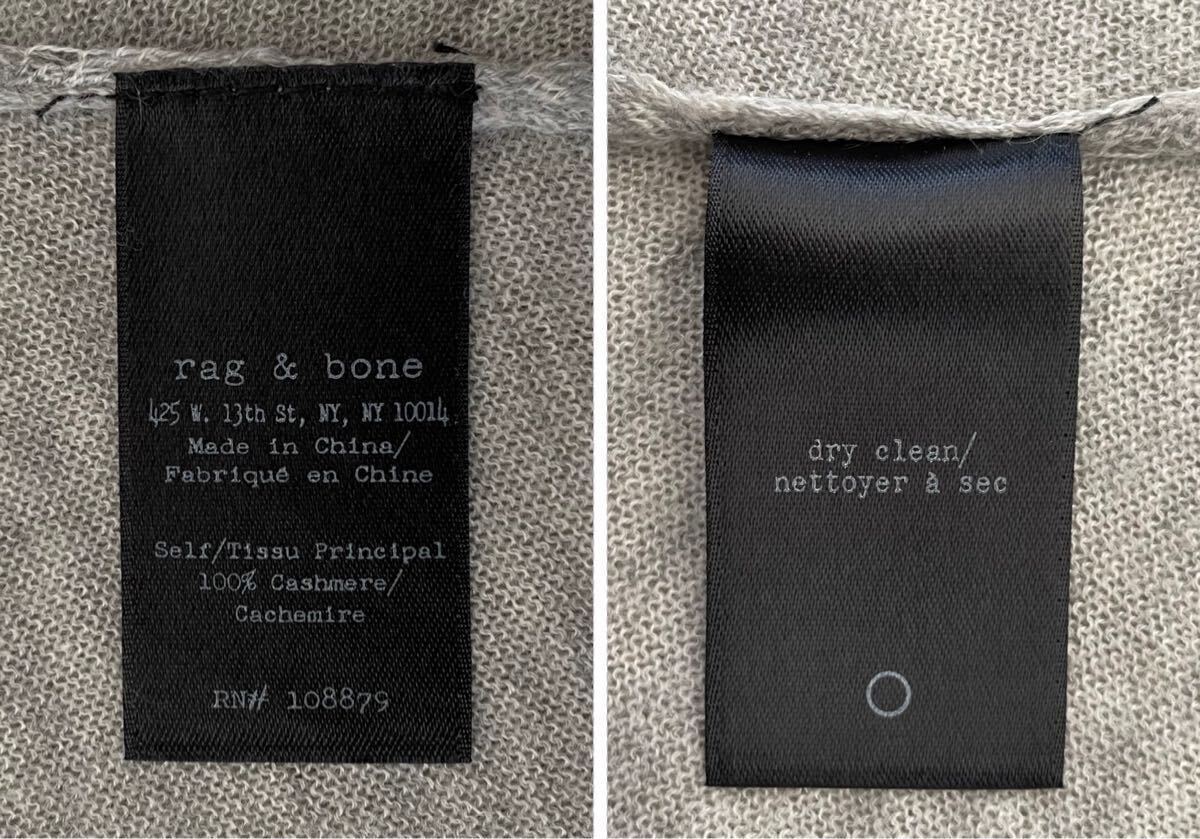 rag & bone
425 W. 13th St, NY, NY 10014
Made in China/
Fabriqué en Chine
Self/Tissu Principal
100% Cashmere/
Cachemire
RN# 108879
dry clean/
nettoyer à sec